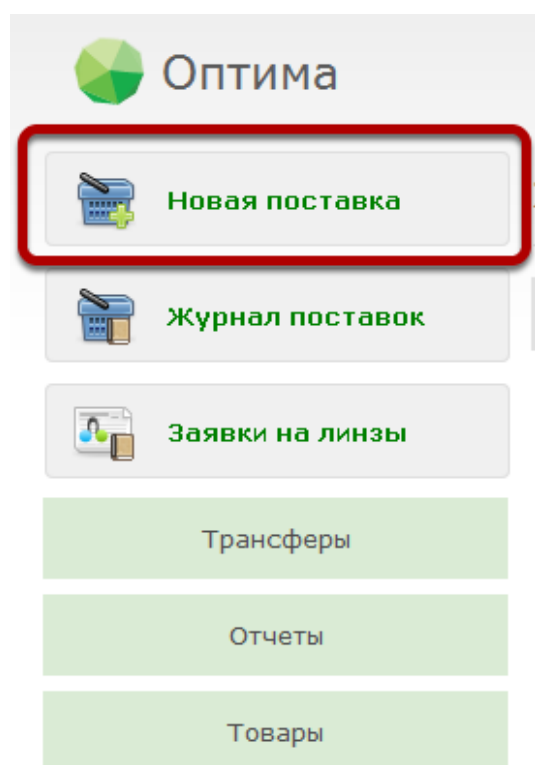 Оптима
Новая поставка
Журнал поставок
Заявки на линзы
Трансферы
Отчеты
Товары